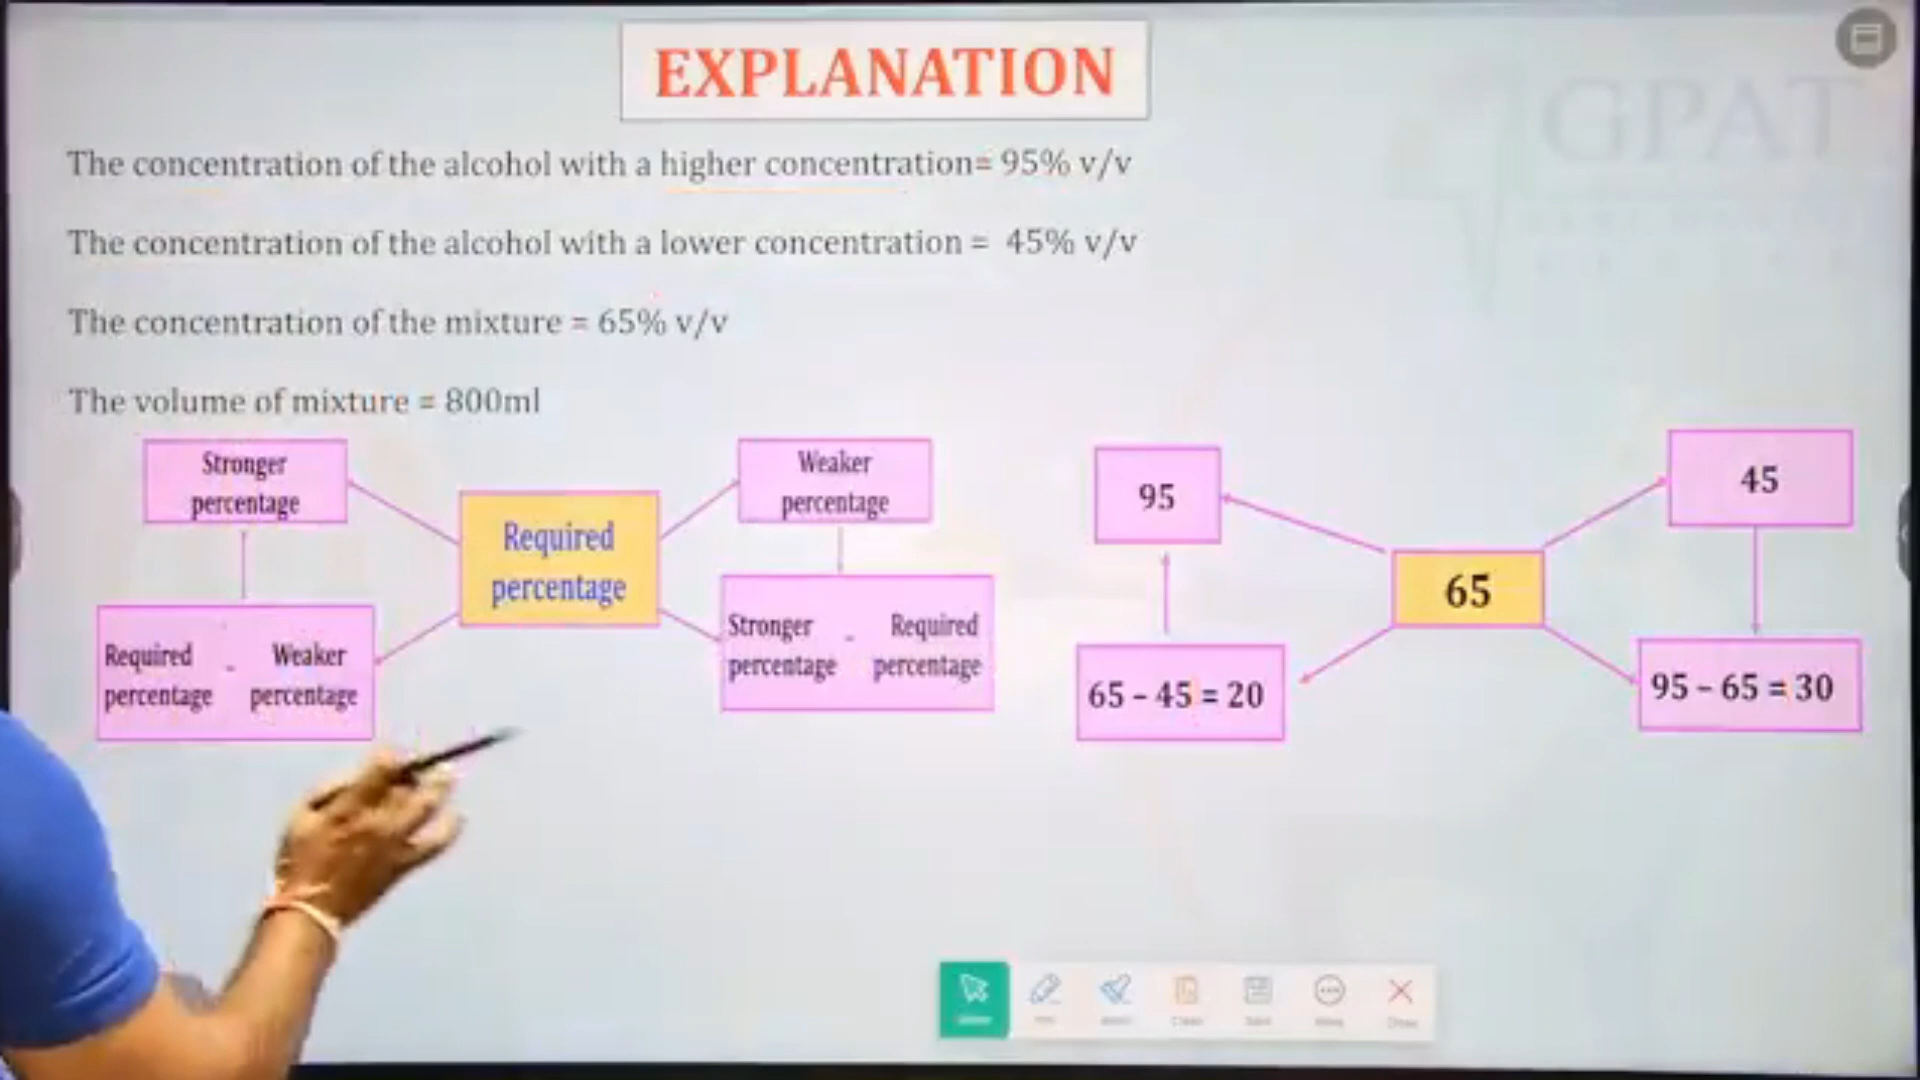 EXPLANATION
GPAT
The concentration of the alcohol with a higher concentration= 95% v/v
The concentration of the alcohol with a lower concentration = 45% v/v
The concentration of the mixture = 65% v/v
The volume of mixture = 800ml
Stronger
percentage
Required
percentage
Weaker
percentage
Required - Weaker
percentage percentage
Stronger - Required
percentage percentage
95
45
65
65 – 45 = 20
95 – 65 = 30